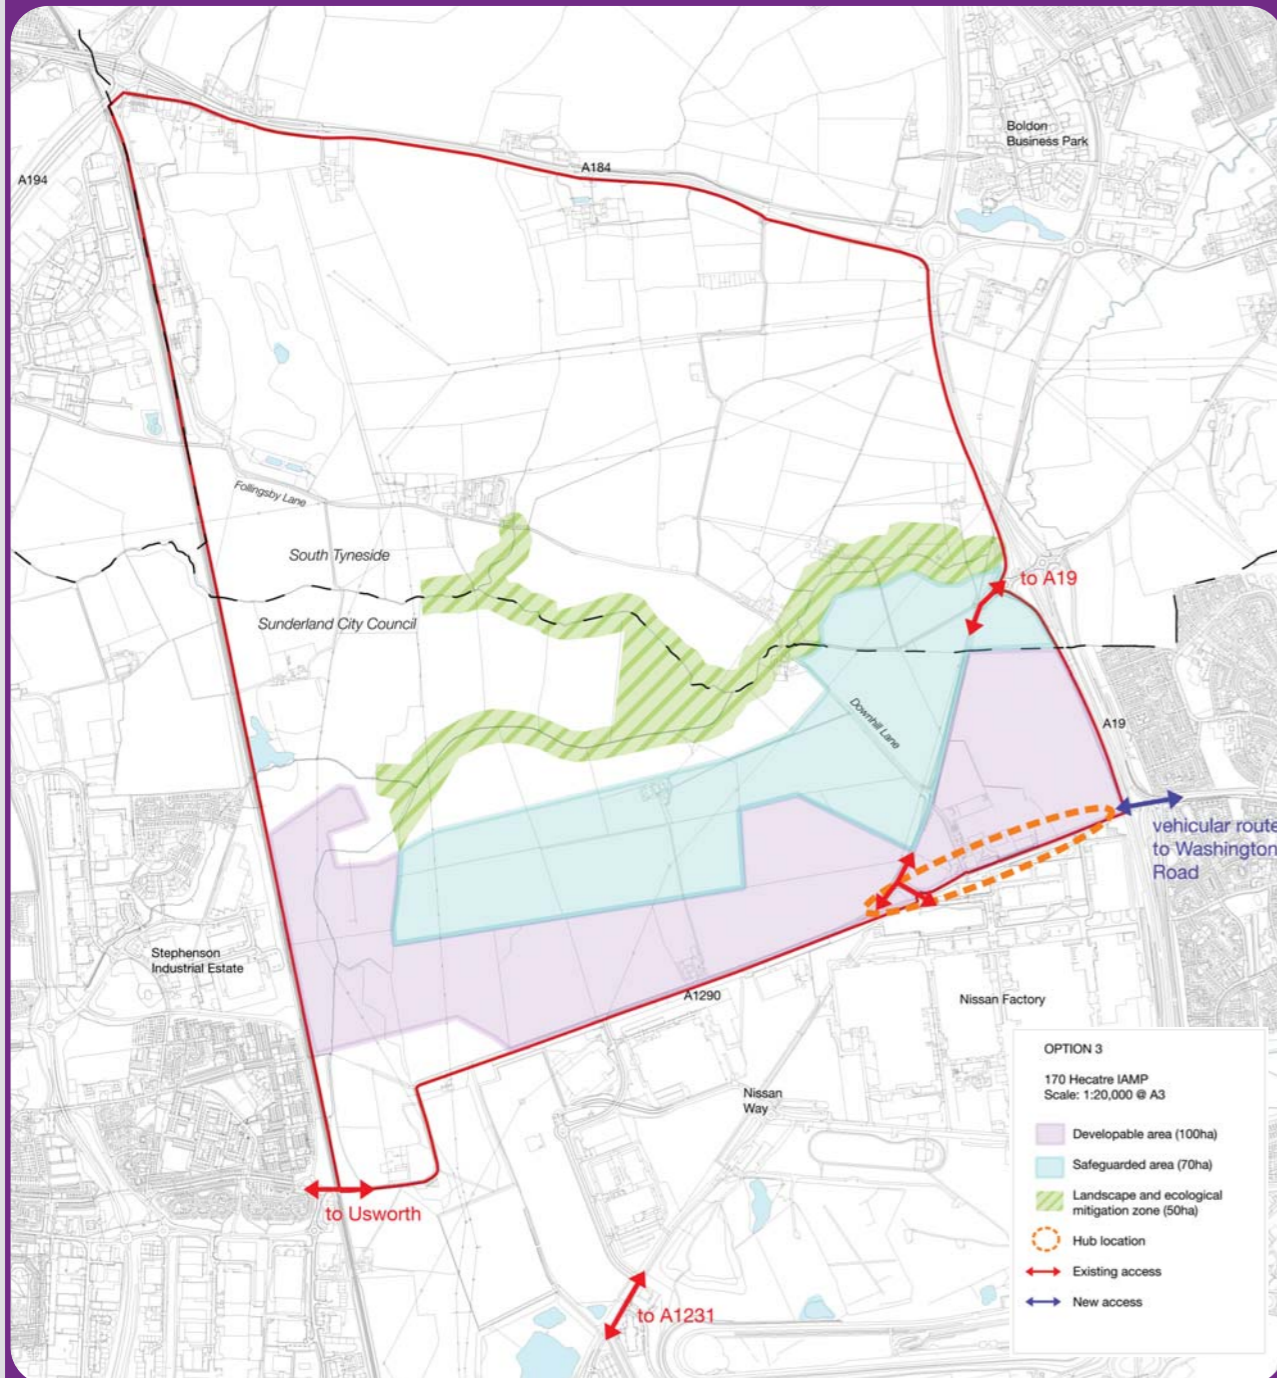 Boldon
Business Park
A194
A184
Follingsby Lane
South Tyneside
to A19
Sunderland City Council
Downhill Lane
A19
vehicular route
to Washington
Road
Stephenson
Industrial Estate
A1290
Nissan Factory
Nissan
Way
to Usworth
to A1231
OPTION 3
170 Hecatre IAMP
Scale: 1:20,000 @ A3
Developable area (100ha)
Safeguarded area (70ha)
Landscape and ecological
mitigation zone (50ha)
Hub location
Existing access
New access